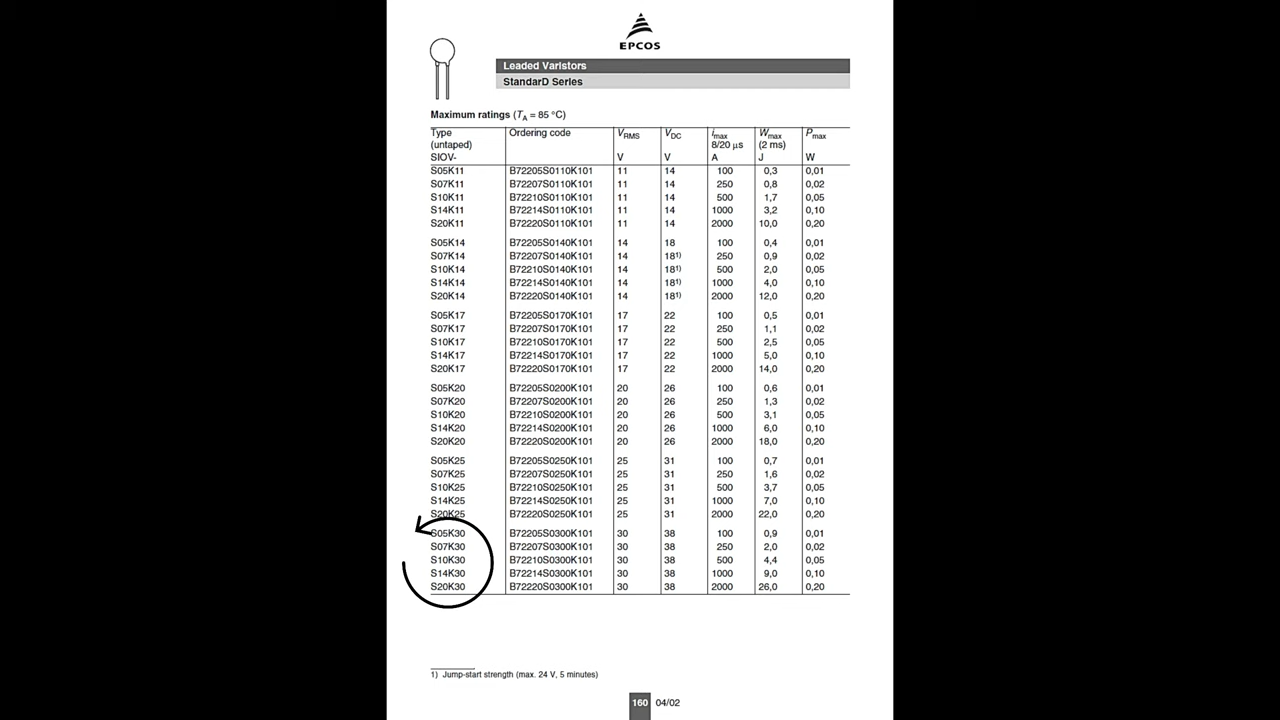 EPCOS
Leaded Varistors
StandarD Series
Maximum ratings (TA = 85 °C)
Type Ordering code VRMS VDC imax Wmax Pmax
(untaped) 8/20 µs (2 ms)
SIOV- V V A J W
S05K11 B72205S0110K101 11 14 100 0,3 0,01
S07K11 B72207S0110K101 11 14 250 0,8 0,02
S10K11 B72210S0110K101 11 14 500 1,7 0,05
S14K11 B72214S0110K101 11 14 1000 3,2 0,10
S20K11 B72220S0110K101 11 14 2000 10,0 0,20
S05K14 B72205S0140K101 14 18 100 0,4 0,01
S07K14 B72207S0140K101 14 18¹⁾ 250 0,9 0,02
S10K14 B72210S0140K101 14 18¹⁾ 500 2,0 0,05
S14K14 B72214S0140K101 14 18¹⁾ 1000 4,0 0,10
S20K14 B72220S0140K101 14 18¹⁾ 2000 12,0 0,20
S05K17 B72205S0170K101 17 22 100 0,5 0,01
S07K17 B72207S0170K101 17 22 250 1,1 0,02
S10K17 B72210S0170K101 17 22 500 2,5 0,05
S14K17 B72214S0170K101 17 22 1000 5,0 0,10
S20K17 B72220S0170K101 17 22 2000 14,0 0,20
S05K20 B72205S0200K101 20 26 100 0,6 0,01
S07K20 B72207S0200K101 20 26 250 1,3 0,02
S10K20 B72210S0200K101 20 26 500 3,1 0,05
S14K20 B72214S0200K101 20 26 1000 6,0 0,10
S20K20 B72220S0200K101 20 26 2000 18,0 0,20
S05K25 B72205S0250K101 25 31 100 0,7 0,01
S07K25 B72207S0250K101 25 31 250 1,6 0,02
S10K25 B72210S0250K101 25 31 500 3,7 0,05
S14K25 B72214S0250K101 25 31 1000 7,0 0,10
S20K25 B72220S0250K101 25 31 2000 22,0 0,20
S05K30 B72205S0300K101 30 38 100 0,9 0,01
S07K30 B72207S0300K101 30 38 250 2,0 0,02
S10K30 B72210S0300K101 30 38 500 4,4 0,05
S14K30 B72214S0300K101 30 38 1000 9,0 0,10
S20K30 B72220S0300K101 30 38 2000 26,0 0,20
1) Jump-start strength (max. 24 V, 5 minutes)
160 04/02